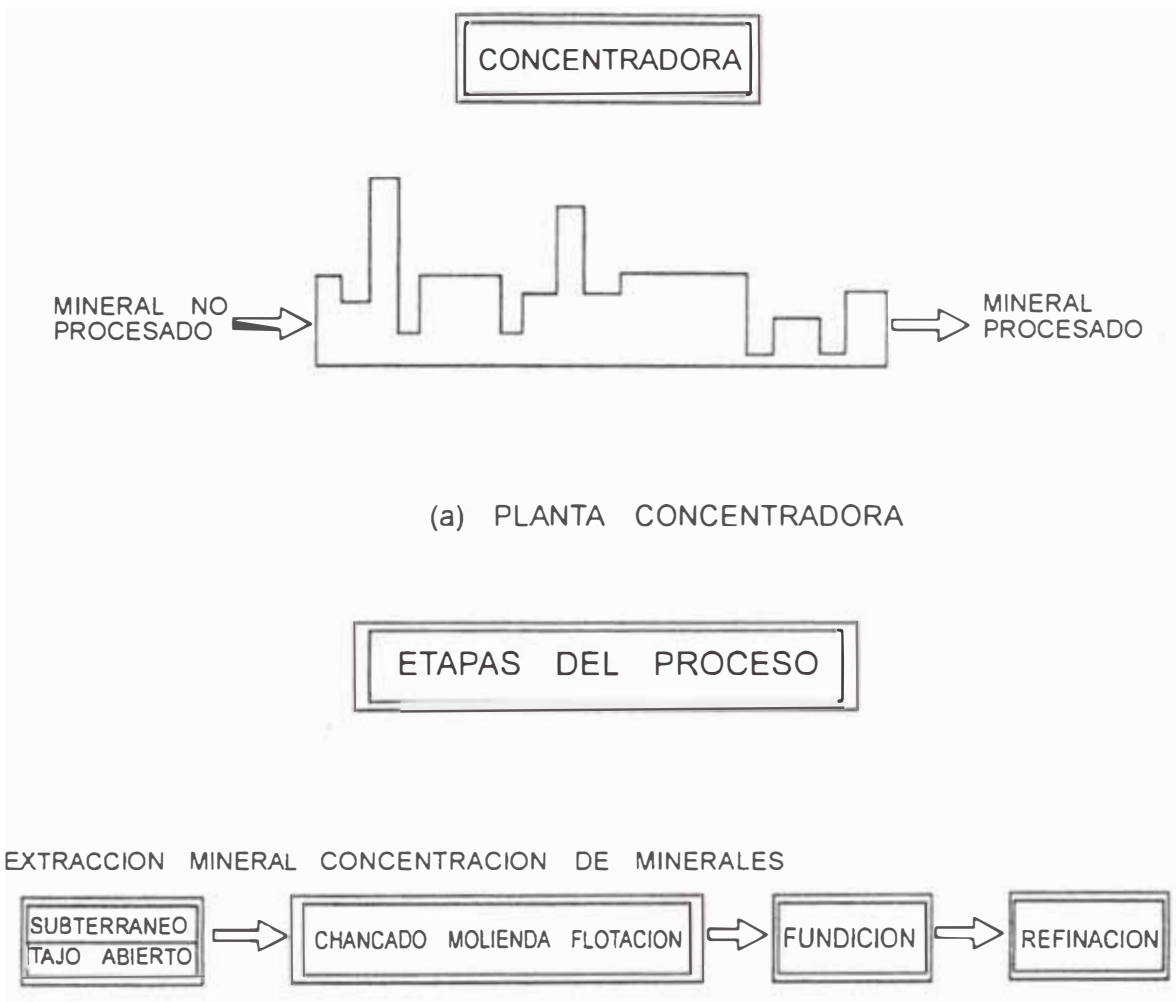 CONCENTRADORA
MINERAL NO
PROCESADO
MINERAL
PROCESADO
(a) PLANTA CONCENTRADORA
ETAPAS DEL PROCESO
EXTRACCION MINERAL CONCENTRACION DE MINERALES
SUBTERRANEO
TAJO ABIERTO
CHANCADO MOLIENDA FLOTACION
FUNDICION
REFINACION